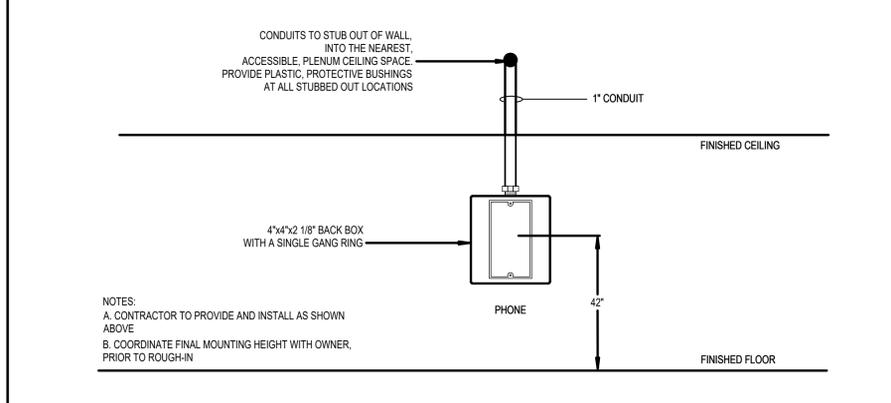 CONDUITS TO STUB OUT OF WALL,
INTO THE NEAREST,
ACCESSIBLE, PLENUM CEILING SPACE.
PROVIDE PLASTIC, PROTECTIVE BUSHINGS
AT ALL STUBBED OUT LOCATIONS
1" CONDUIT
FINISHED CEILING
4"x4"x2 1/8" BACK BOX
WITH A SINGLE GANG RING
42"
PHONE
NOTES:
A. CONTRACTOR TO PROVIDE AND INSTALL AS SHOWN
ABOVE
B. COORDINATE FINAL MOUNTING HEIGHT WITH OWNER,
PRIOR TO ROUGH-IN
FINISHED FLOOR